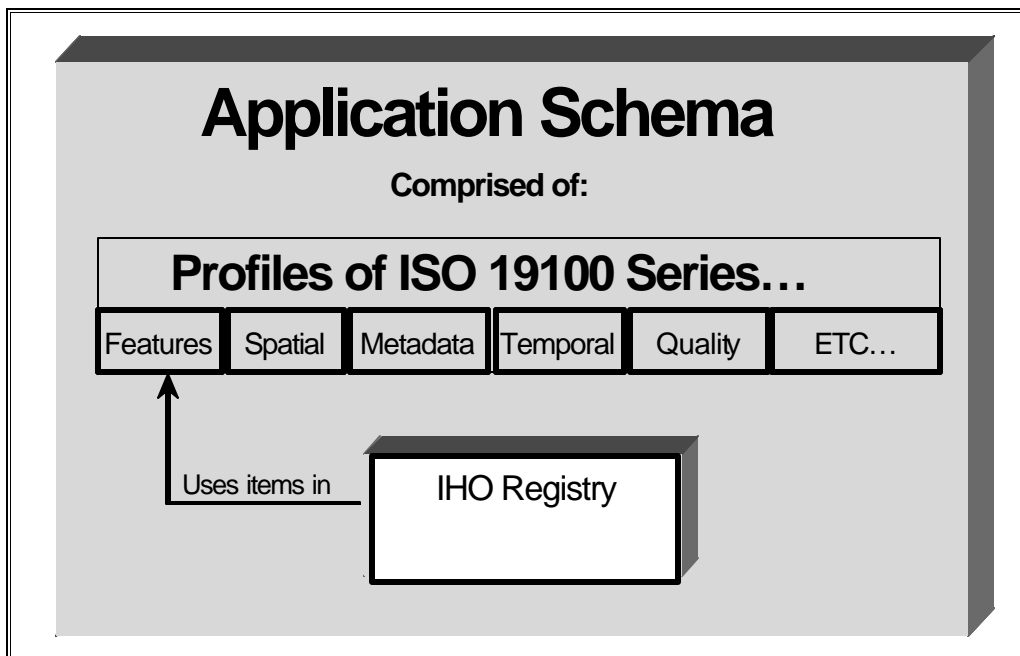 Application Schema
Comprised of:
Profiles of ISO 19100 Series…
Features Spatial Metadata Temporal Quality ETC…
Uses items in
IHO Registry